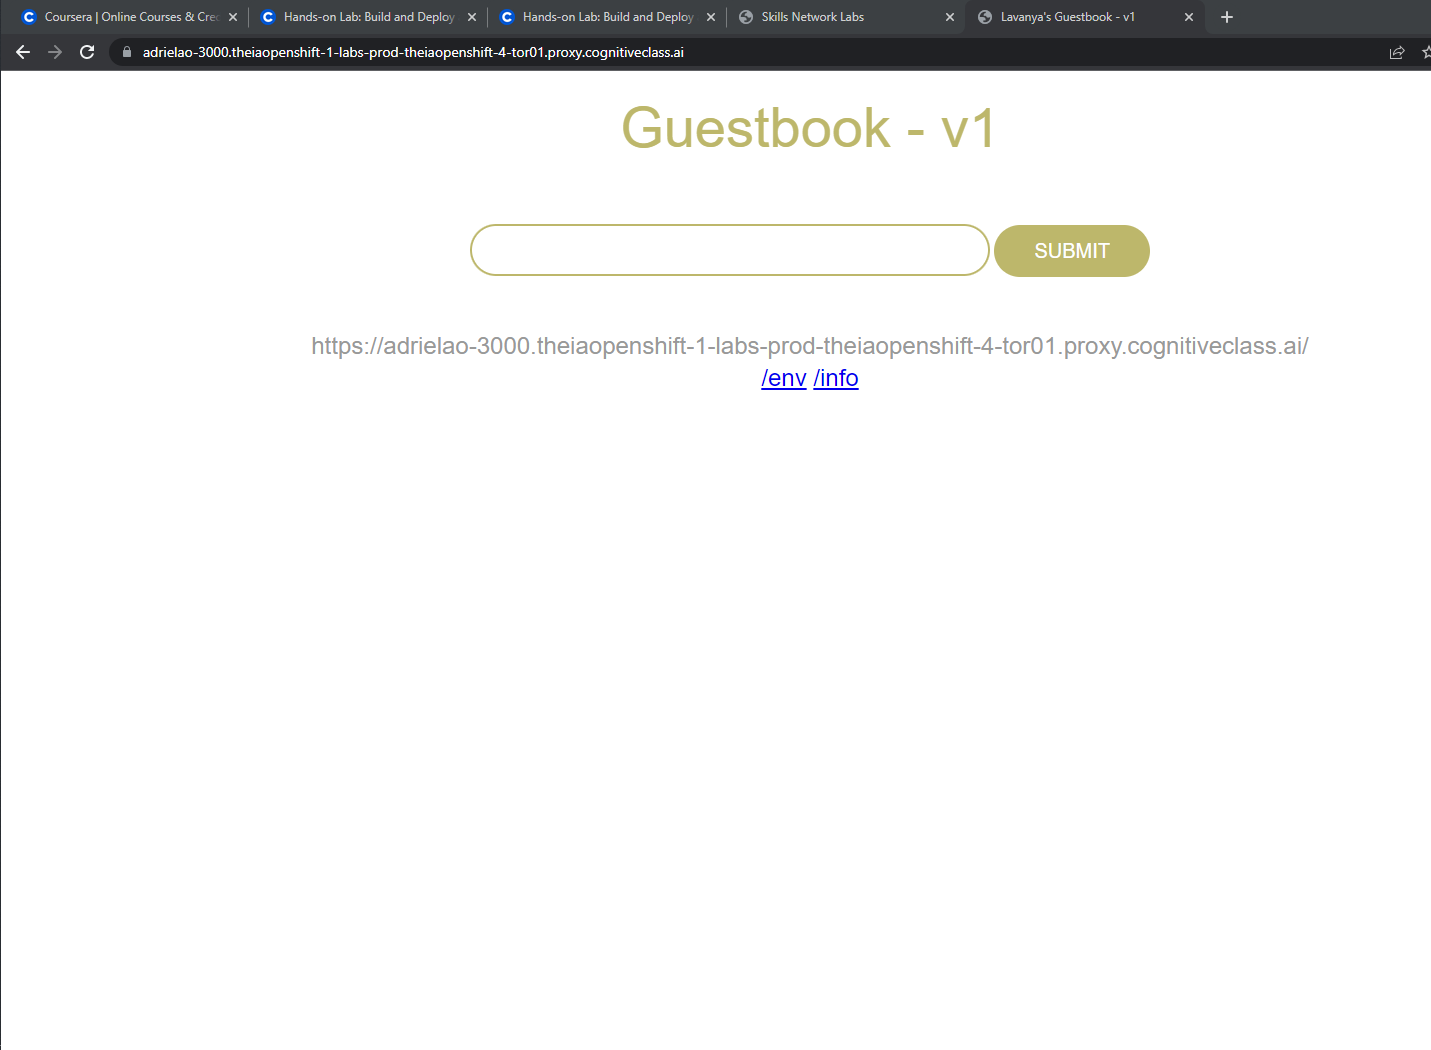 Coursera | Online Courses & Cre
Hands-on Lab: Build and Deploy
Hands-on Lab: Build and Deploy
Skills Network Labs
Lavanya's Guestbook - v1
adrielao-3000.theiaopenshift-1-labs-prod-theiaopenshift-4-tor01.proxy.cognitiveclass.ai
Guestbook - v1
SUBMIT
https://adrielao-3000.theiaopenshift-1-labs-prod-theiaopenshift-4-tor01.proxy.cognitiveclass.ai/
/env /info